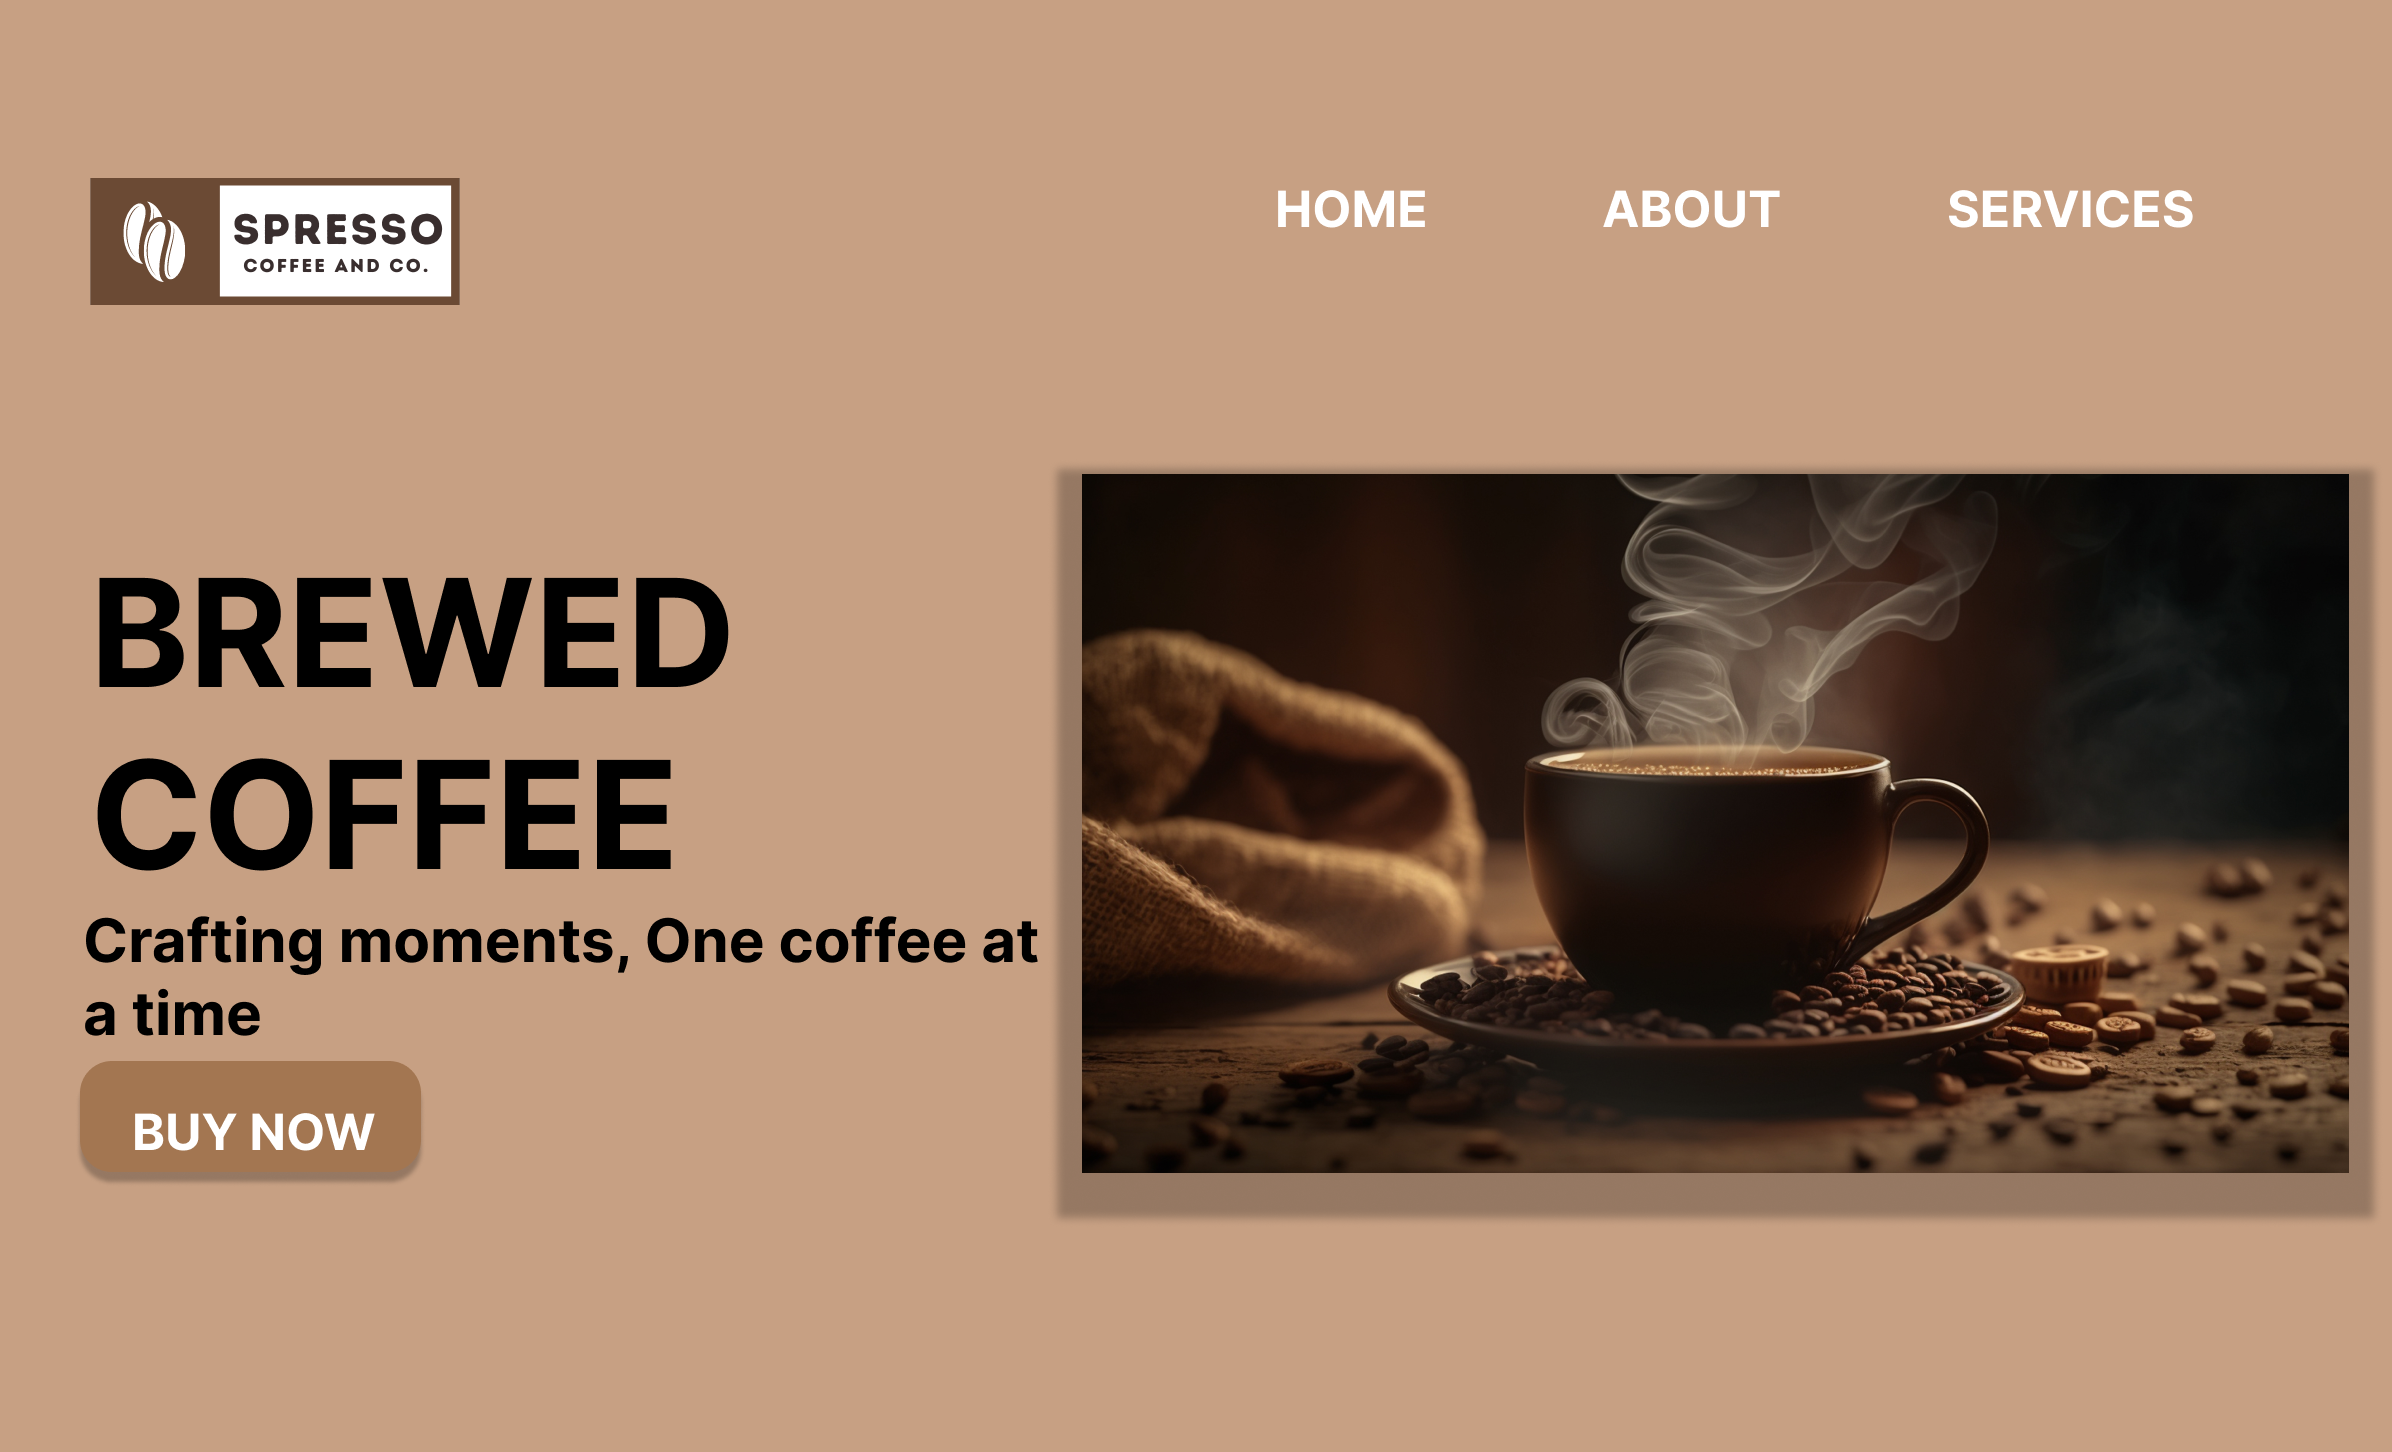 SPRESSO
COFFEE AND CO.
HOME ABOUT SERVICES
BREWED
COFFEE
Crafting moments, One coffee at
a time
BUY NOW